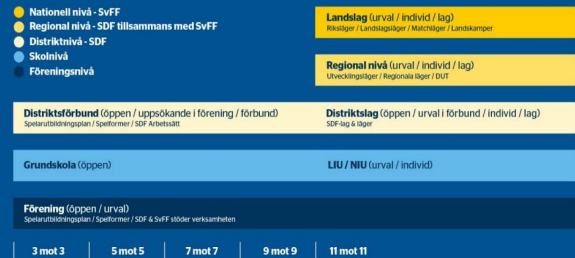 Nationell nivå - SvFF
Regional nivå - SDF tillsammans med SvFF
Distriktnivå - SDF
Skolnivå
Föreningsnivå
Landslag (urval / individ / lag)
Riksläger / Landslagsläger / Matchläger / Landskamper
Regional nivå (urval / individ / lag)
Utvecklingsläger / Regionala läger / DUT
Distriktsförbund (öppen / uppsökande i förening / förbund)
Spelarutbildningsplan / Spelformer / SDF Arbetssätt
Distriktslag (öppen / urval i förbund / individ / lag)
SDF-lag & läger
Grundskola (öppen)
LIU / NIU (urval / individ)
Förening (öppen / urval)
Spelarutbildningsplan / Spelformer / SDF & SvFF stöder verksamheten
3 mot 3
5 mot 5
7 mot 7
9 mot 9
11 mot 11